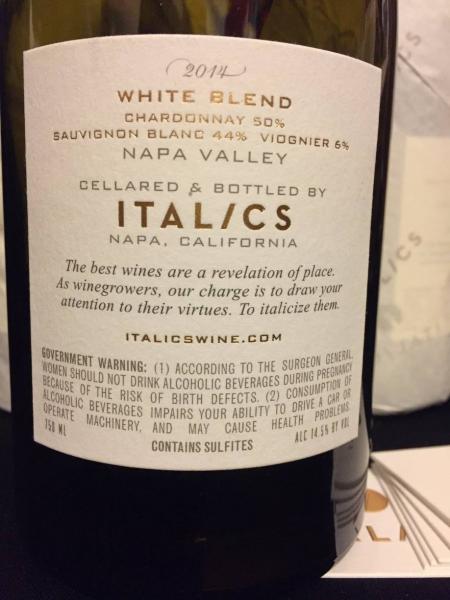 2014
WHITE BLEND
CHARDONNAY 50%
SAUVIGNON BLANC 44% VIOGNIER 6%
NAPA VALLEY
CELLARED & BOTTLED BY
ITAL/CS
NAPA, CALIFORNIA
The best wines are a revelation of place.
As winegrowers, our charge is to draw your
attention to their virtues. To italicize them.
ITALICSWINE.COM
GOVERNMENT WARNING: (1) ACCORDING TO THE SURGEON GENERAL,
WOMEN SHOULD NOT DRINK ALCOHOLIC BEVERAGES DURING PREGNANCY
BECAUSE OF THE RISK OF BIRTH DEFECTS. (2) CONSUMPTION OF
ALCOHOLIC BEVERAGES IMPAIRS YOUR ABILITY TO DRIVE A CAR OR
OPERATE MACHINERY, AND MAY CAUSE HEALTH PROBLEMS.
750 ML ALC 14.5% BY VOL
CONTAINS SULFITES